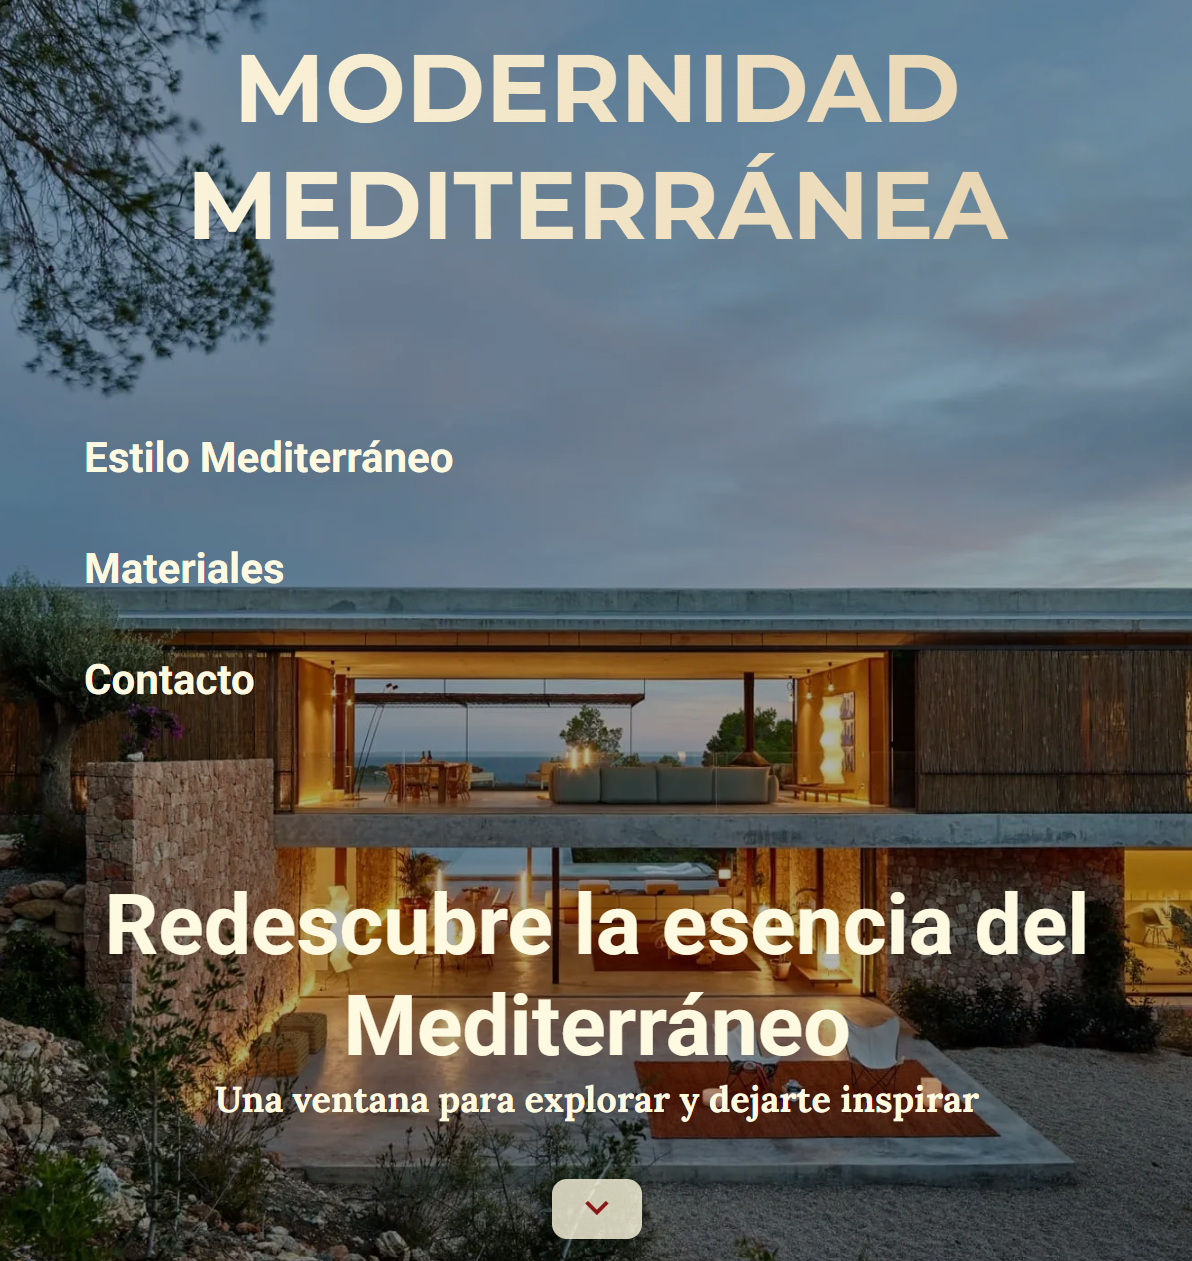 MODERNIDAD
MEDITERRÁNEA
Estilo Mediterráneo
Materiales
Contacto
Redescubre la esencia del
Mediterráneo
Una ventana para explorar y dejarte inspirar